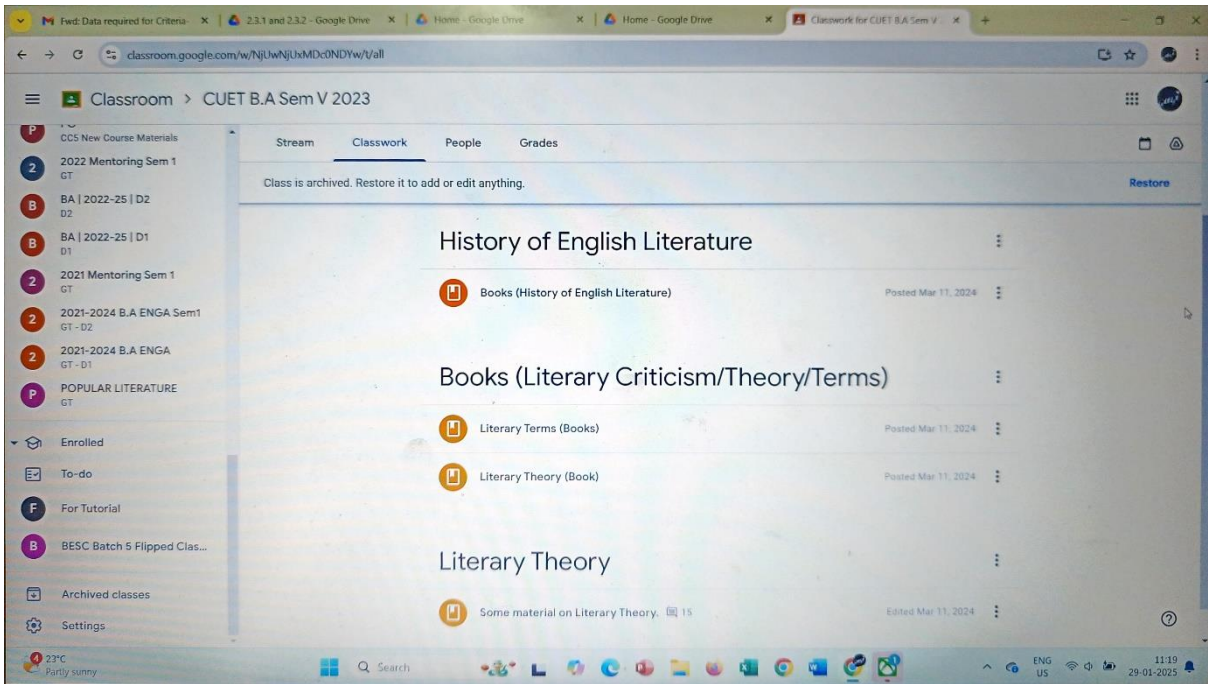 Fwd: Data required for Criteria-
2.3.1 and 2.3.2 - Google Drive
Home - Google Drive
Home - Google Drive
Classwork for CUET B.A Sem V
classroom.google.com/w/NjUwNjUxMDc0NDYw/t/all
Classroom > CUET B.A Sem V 2023
P
CC5 New Course Materials
Stream Classwork People Grades
2
2022 Mentoring Sem 1
GT
Class is archived. Restore it to add or edit anything.
Restore
B
BA | 2022-25 | D2
D2
B
BA | 2022-25 | D1
D1
2
2021 Mentoring Sem 1
GT
2
2021-2024 B.A ENGA Sem1
GT - D2
2
2021-2024 B.A ENGA
GT - D1
P
POPULAR LITERATURE
GT
Enrolled
To-do
F
For Tutorial
B
BESC Batch 5 Flipped Clas...
Archived classes
Settings
History of English Literature
Books (History of English Literature) Posted Mar 11, 2024
Books (Literary Criticism/Theory/Terms)
Literary Terms (Books) Posted Mar 11, 2024
Literary Theory (Book) Posted Mar 11, 2024
Literary Theory
Some material on Literary Theory. 15 Edited Mar 11, 2024
4
23°C
Partly sunny
Search
ENG
US
11:19
29-01-2025